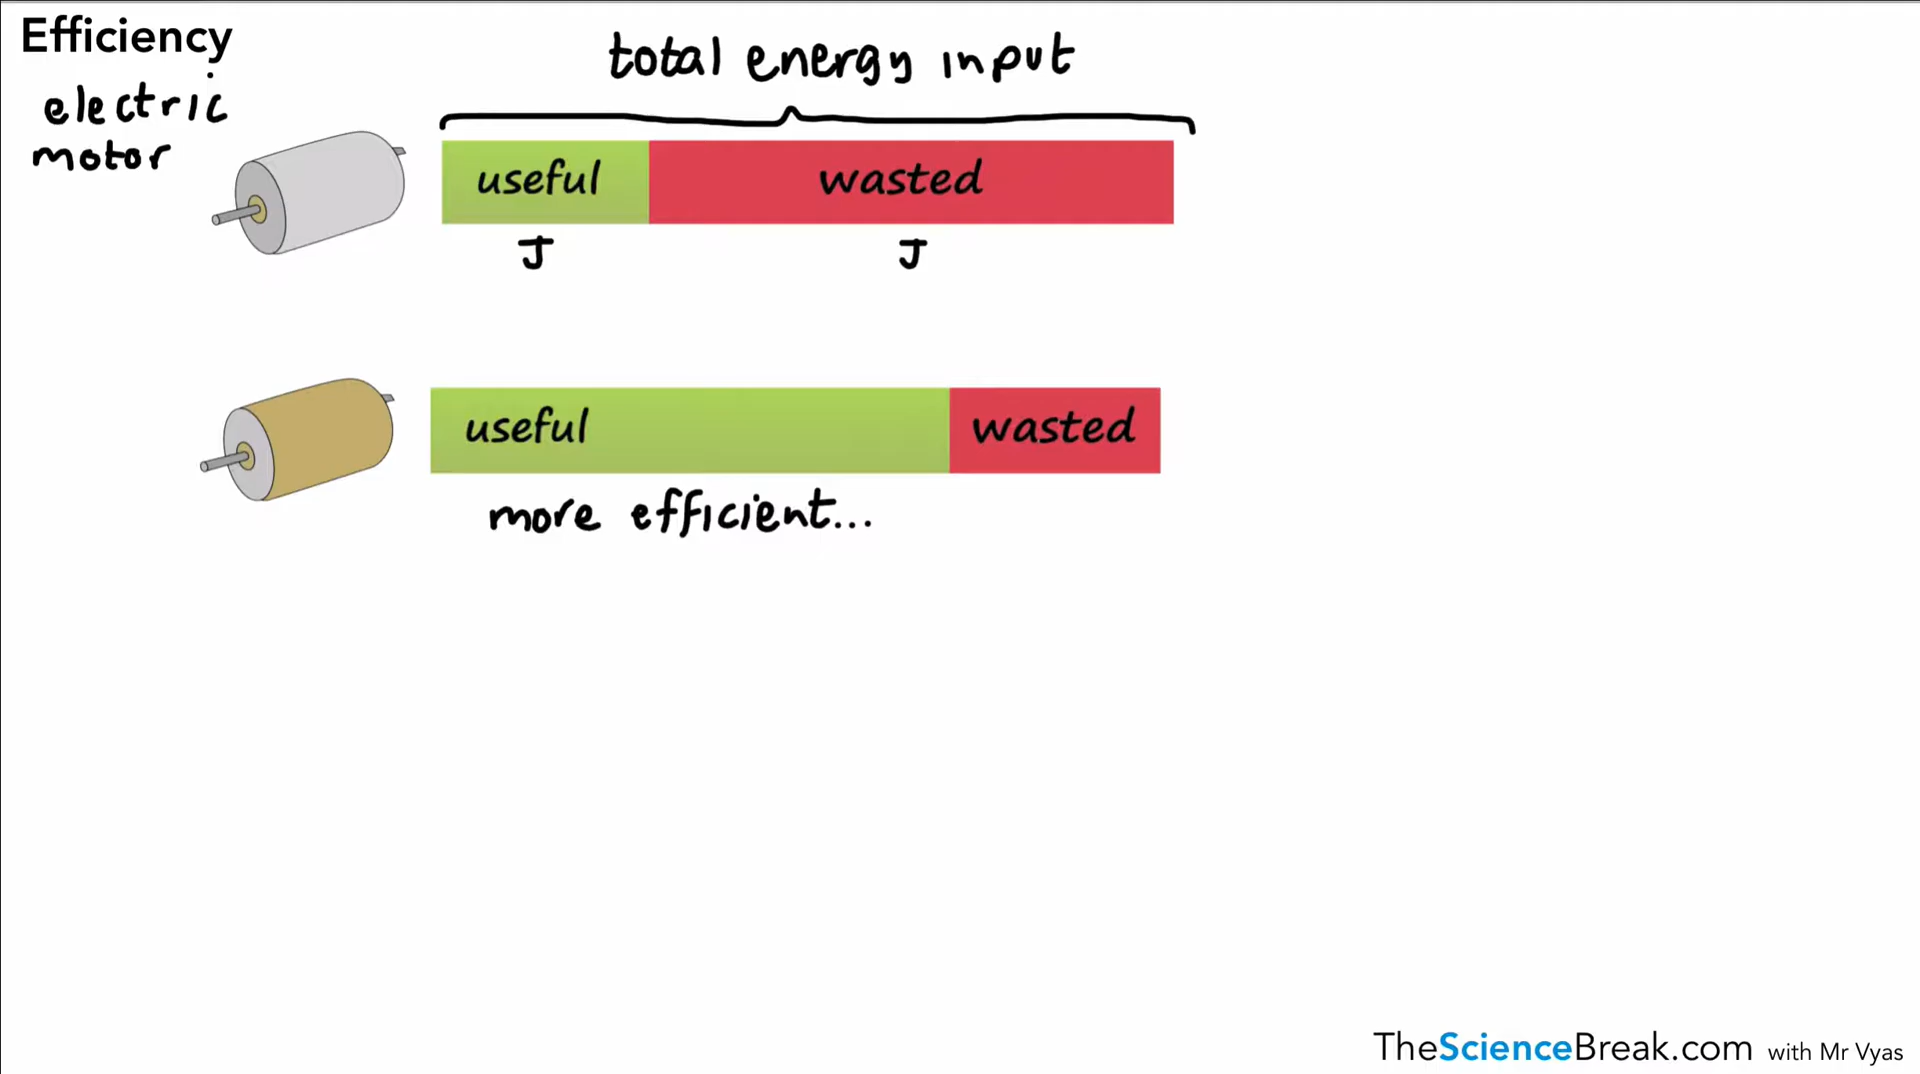 Efficiency
total energy input
electric
motor
useful wasted
J J
useful wasted
more efficient...
TheScienceBreak.com with Mr Vyas